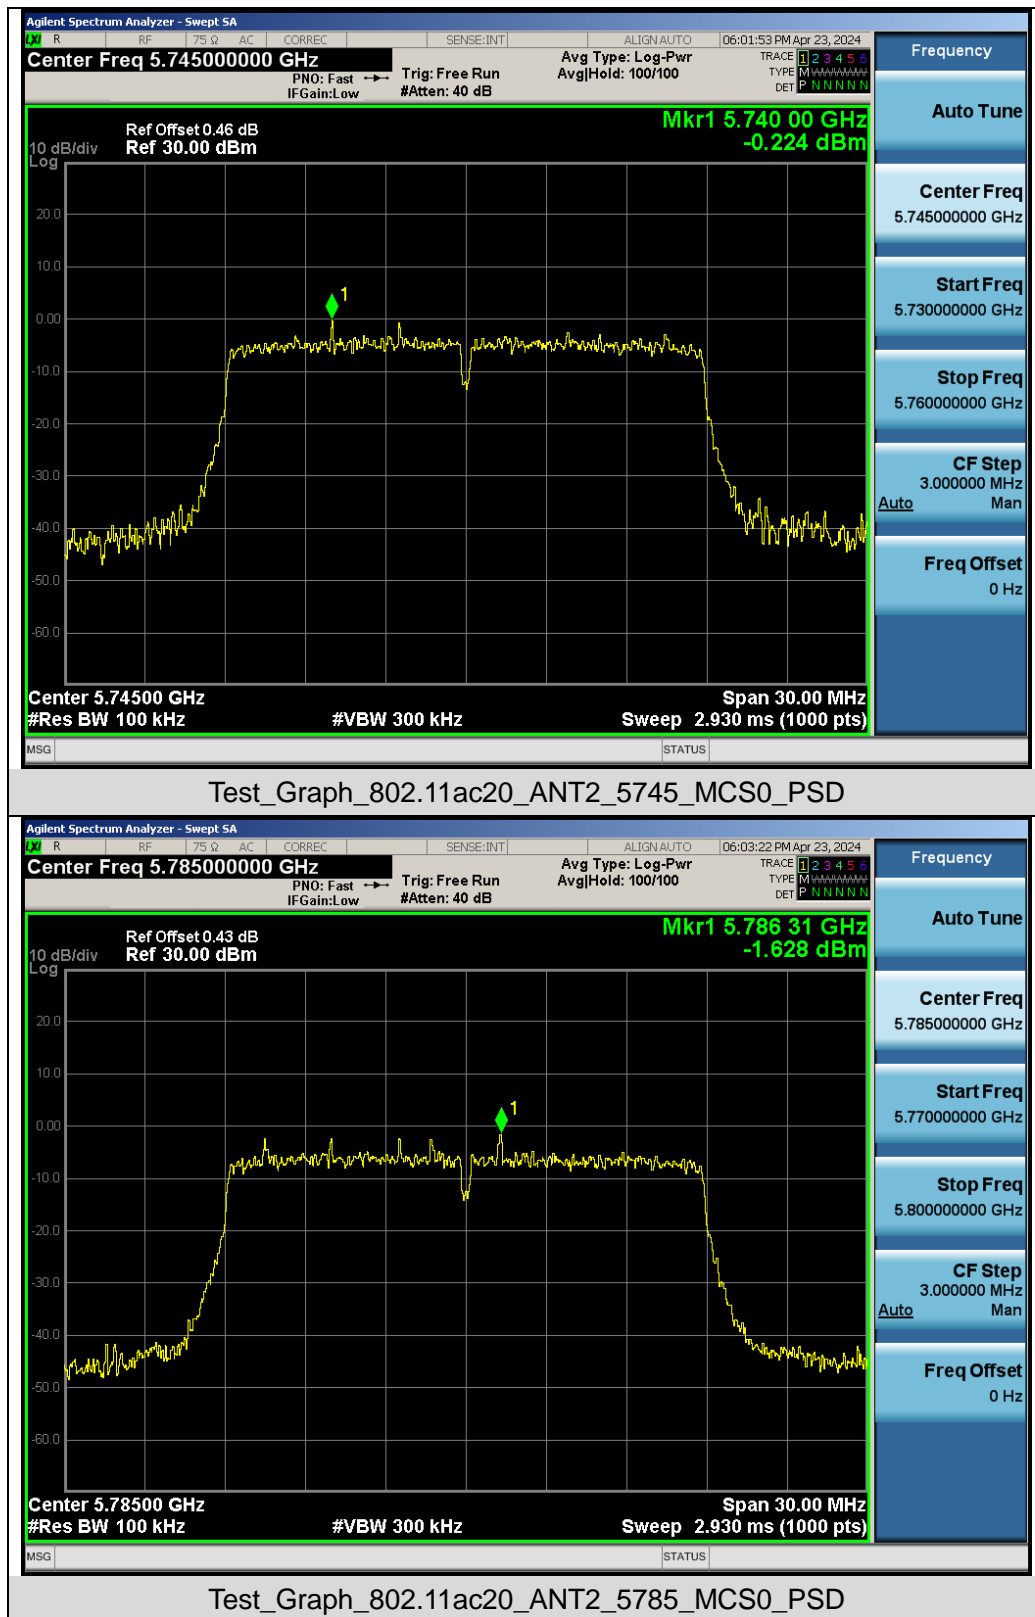 Agilent Spectrum Analyzer - Swept SA
LXI R RF 75 Ω AC CORREC SENSE:INT ALIGN AUTO 06:01:53 PM Apr 23, 2024
Center Freq 5.745000000 GHz
PNO: Fast
IFGain:Low
Trig: Free Run
#Atten: 40 dB
Avg Type: Log-Pwr
Avg|Hold: 100/100
TRACE 1 2 3 4 5 6
TYPE M
DET P N N N N N
Mkr1 5.740 00 GHz
-0.224 dBm
Ref Offset 0.46 dB
10 dB/div Ref 30.00 dBm
Log
20.0
10.0
0.00
-10.0
-20.0
-30.0
-40.0
-50.0
-60.0
1
Center 5.74500 GHz Span 30.00 MHz
#Res BW 100 kHz #VBW 300 kHz Sweep 2.930 ms (1000 pts)
MSG STATUS
Frequency
Auto Tune
Center Freq
5.745000000 GHz
Start Freq
5.730000000 GHz
Stop Freq
5.760000000 GHz
CF Step
3.000000 MHz
Auto Man
Freq Offset
0 Hz
Test_Graph_802.11ac20_ANT2_5745_MCS0_PSD
Agilent Spectrum Analyzer - Swept SA
LXI R RF 75 Ω AC CORREC SENSE:INT ALIGN AUTO 06:03:22 PM Apr 23, 2024
Center Freq 5.785000000 GHz
PNO: Fast
IFGain:Low
Trig: Free Run
#Atten: 40 dB
Avg Type: Log-Pwr
Avg|Hold: 100/100
TRACE 1 2 3 4 5 6
TYPE M
DET P N N N N N
Mkr1 5.786 31 GHz
-1.628 dBm
Ref Offset 0.43 dB
10 dB/div Ref 30.00 dBm
Log
20.0
10.0
0.00
-10.0
-20.0
-30.0
-40.0
-50.0
-60.0
1
Center 5.78500 GHz Span 30.00 MHz
#Res BW 100 kHz #VBW 300 kHz Sweep 2.930 ms (1000 pts)
MSG STATUS
Frequency
Auto Tune
Center Freq
5.785000000 GHz
Start Freq
5.770000000 GHz
Stop Freq
5.800000000 GHz
CF Step
3.000000 MHz
Auto Man
Freq Offset
0 Hz
Test_Graph_802.11ac20_ANT2_5785_MCS0_PSD